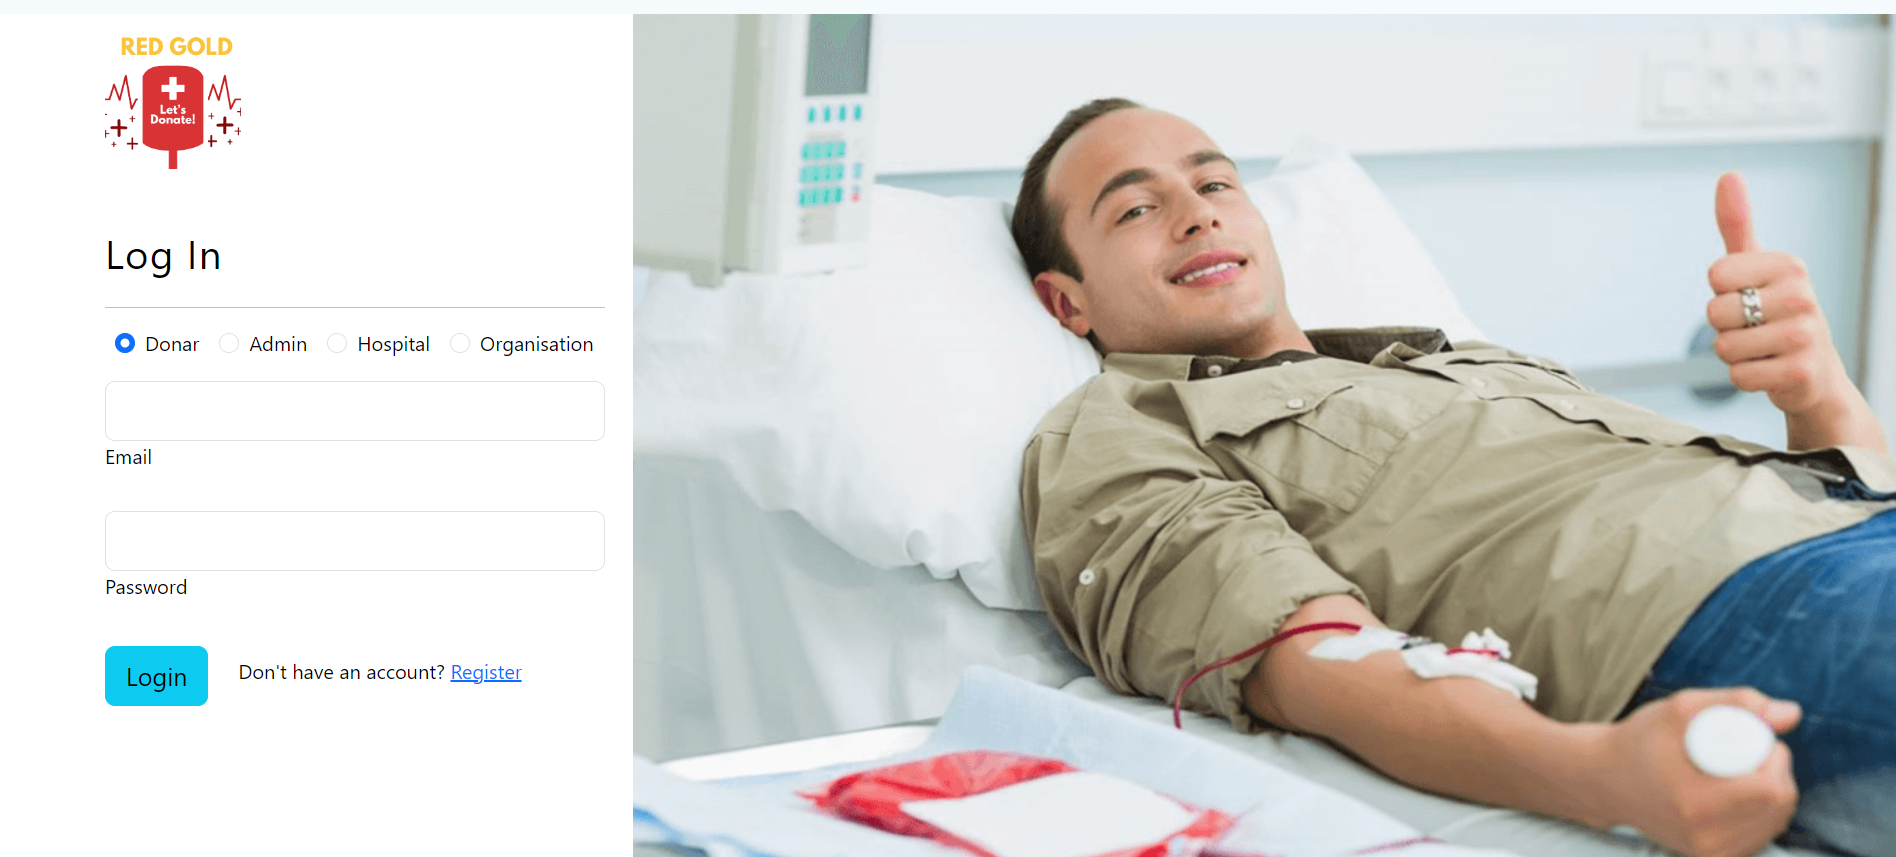 RED GOLD
Let's
Donate!
Log In
Donar Admin Hospital Organisation
Email
Password
Login Don't have an account? Register